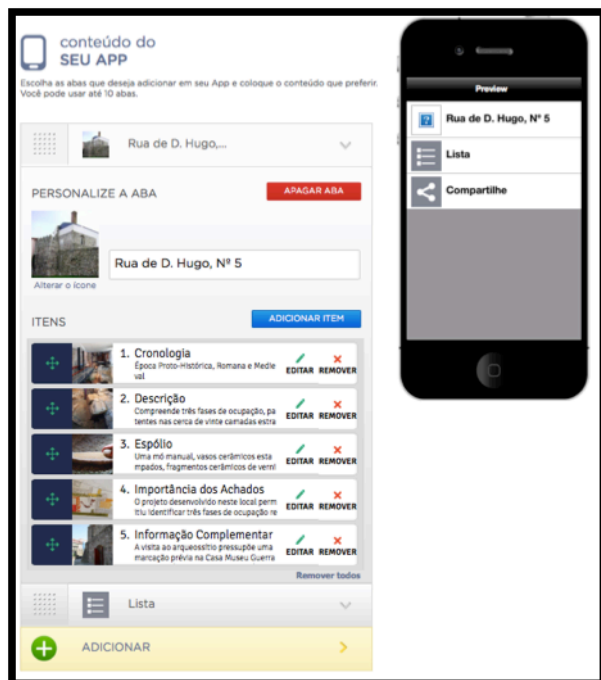 conteúdo do
SEU APP
Escolha as abas que deseja adicionar em seu App e coloque o conteúdo que preferir.
Você pode usar até 10 abas.
Rua de D. Hugo,...
PERSONALIZE A ABA
APAGAR ABA
Rua de D. Hugo, Nº 5
Alterar o ícone
ITENS
ADICIONAR ITEM
1. Cronologia
Época Proto-Histórica, Romana e Medie
val
EDITAR REMOVER
2. Descrição
Compreende três fases de ocupação, pa
tentes nas cerca de vinte camadas estra
EDITAR REMOVER
3. Espólio
Uma mó manual, vasos cerâmicos esta
mpados, fragmentos cerâmicos de verni
EDITAR REMOVER
4. Importância dos Achados
O projeto desenvolvido neste local perm
itiu identificar três fases de ocupação re
EDITAR REMOVER
5. Informação Complementar
A visita ao arqueossítio pressupõe uma
marcação prévia na Casa Museu Guerra
EDITAR REMOVER
Remover todos
Lista
ADICIONAR
Preview
Rua de D. Hugo, Nº 5
Lista
Compartilhe